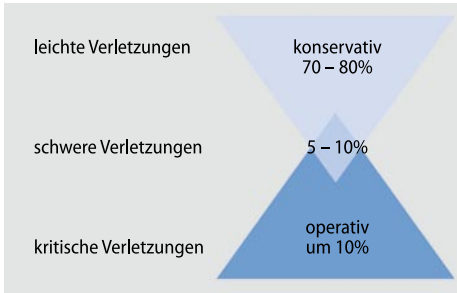 leichte Verletzungen
konservativ
70 – 80%
schwere Verletzungen
5 – 10%
kritische Verletzungen
operativ
um 10%